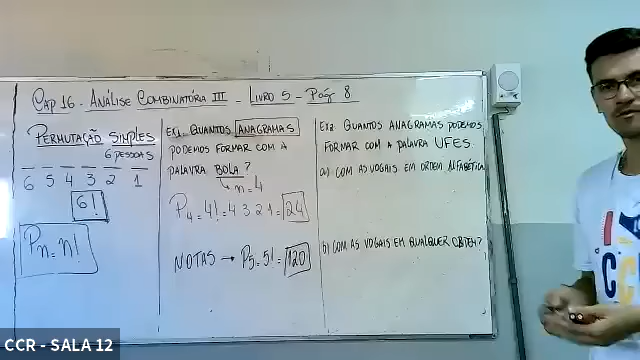 CAP 16 - ANÁLISE COMBINATÓRIA III - LIVRO 5 - PÁG 8
PERMUTAÇÃO SIMPLES
6 PESSOAS
6 5 4 3 2 1
6!
Pn = n!
EX1. QUANTOS ANAGRAMAS
PODEMOS FORMAR COM A
PALAVRA BOLA?
n = 4
P4 = 4! = 4 3 2 1 = 24
NOTAS → P5 = 5! = 120
EX2. QUANTOS ANAGRAMAS PODEMOS
FORMAR COM A PALAVRA UFES.
a) COM AS VOGAIS EM ORDEM ALFABÉTICA
b) COM AS VOGAIS EM QUALQUER ORDEM?
CCR - SALA 12